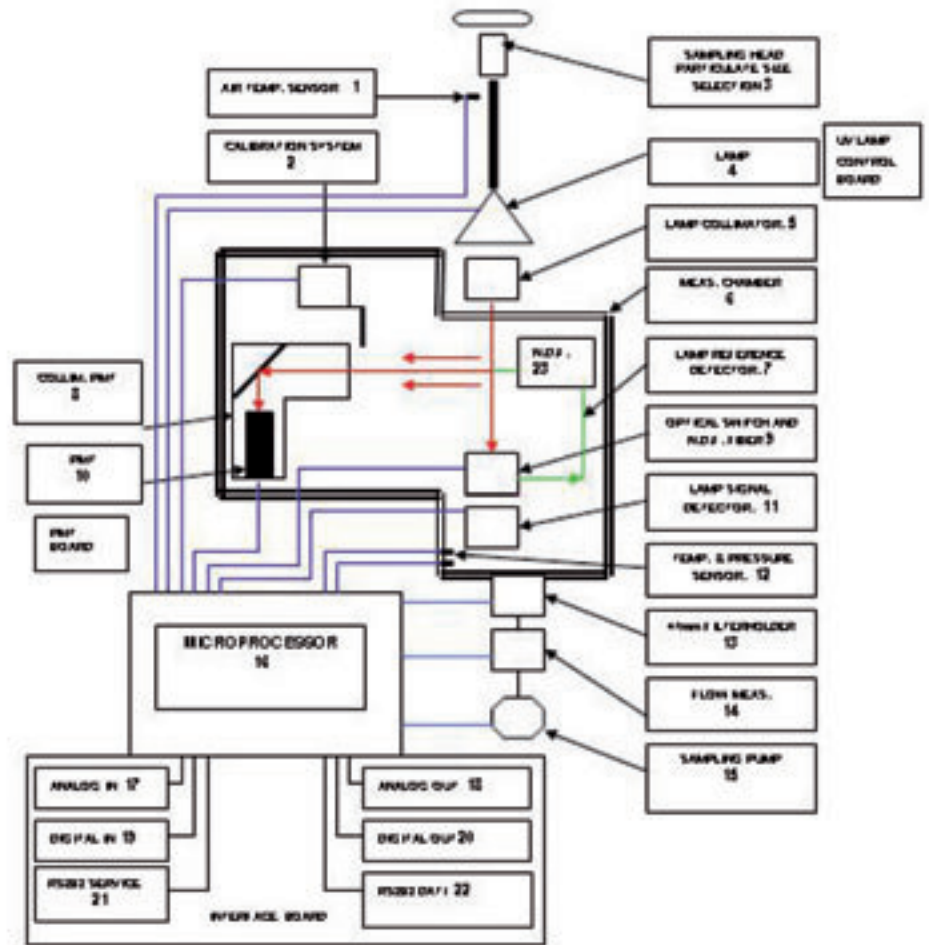 SAMPLING HEAD
PARTICULATE SIZE
SELECTION 3
AIR TEMP. SENSOR 1
CALIBRATION SYSTEM
2
LAMP
4
UV LAMP
CONTROL
BOARD
LAMP COLLIMATOR. 5
MEAS. CHAMBER
6
N.D.F.
23
LAMP REFERENCE
DETECTOR. 7
COLLIM. PMT
8
OPTICAL SWITCH AND
N.D.F. FIBER 9
PMT
10
LAMP SIGNAL
DETECTOR. 11
PMT
BOARD
TEMP. & PRESSURE
SENSOR. 12
FILTERHOLDER
13
MICROPROCESSOR
16
FLOW MEAS.
14
SAMPLING PUMP
15
ANALOG IN 17
ANALOG OUT 18
DIGITAL IN 19
DIGITAL OUT 20
RS232 SERVICE
21
RS232 DATI 22
INTERFACE BOARD